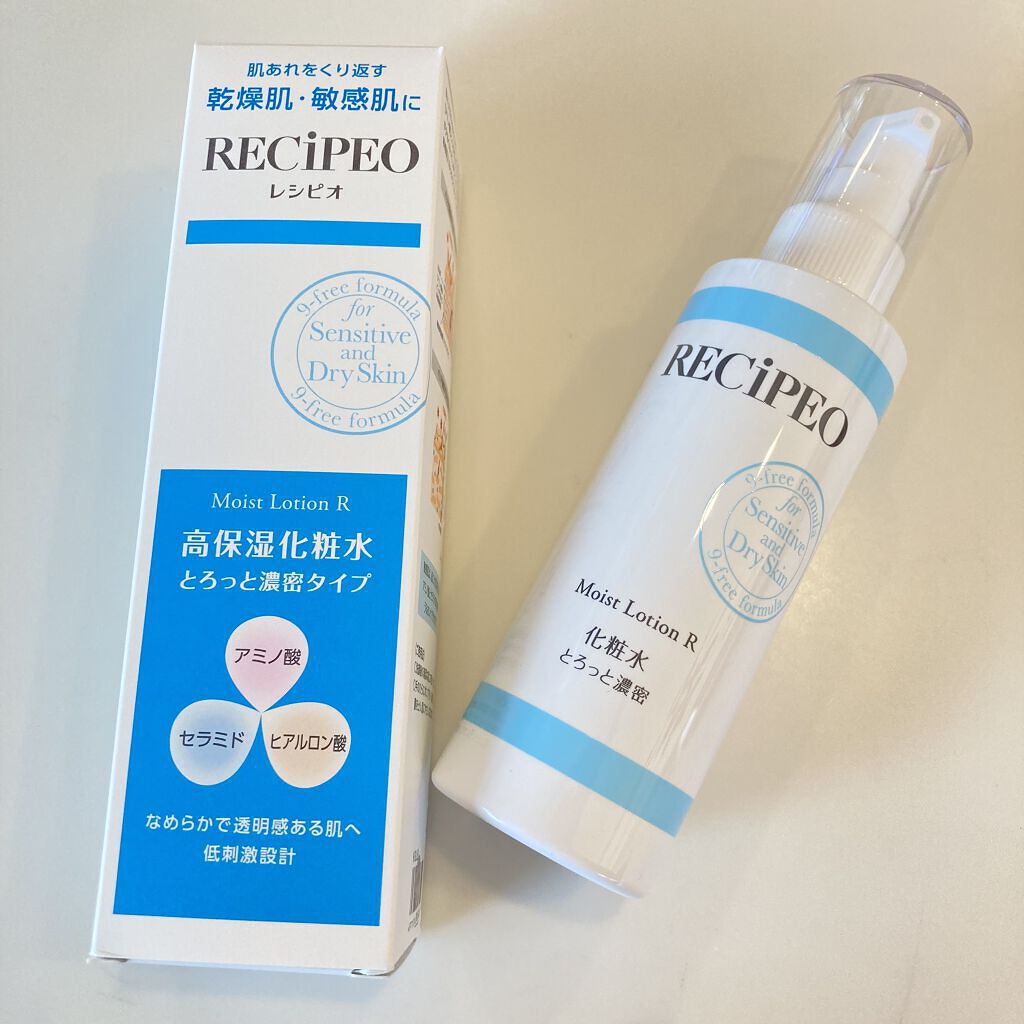 肌あれをくり返す
乾燥肌・敏感肌に
RECiPEO
レシピオ
9-free formula
for
Sensitive
and
Dry Skin
9-free formula
Moist Lotion R
高保湿化粧水
とろっと濃密タイプ
アミノ酸
セラミド
ヒアルロン酸
なめらかで透明感ある肌へ
低刺激設計
RECiPEO
9-free formula
for
Sensitive
and
Dry Skin
9-free formula
Moist Lotion R
化粧水
とろっと濃密